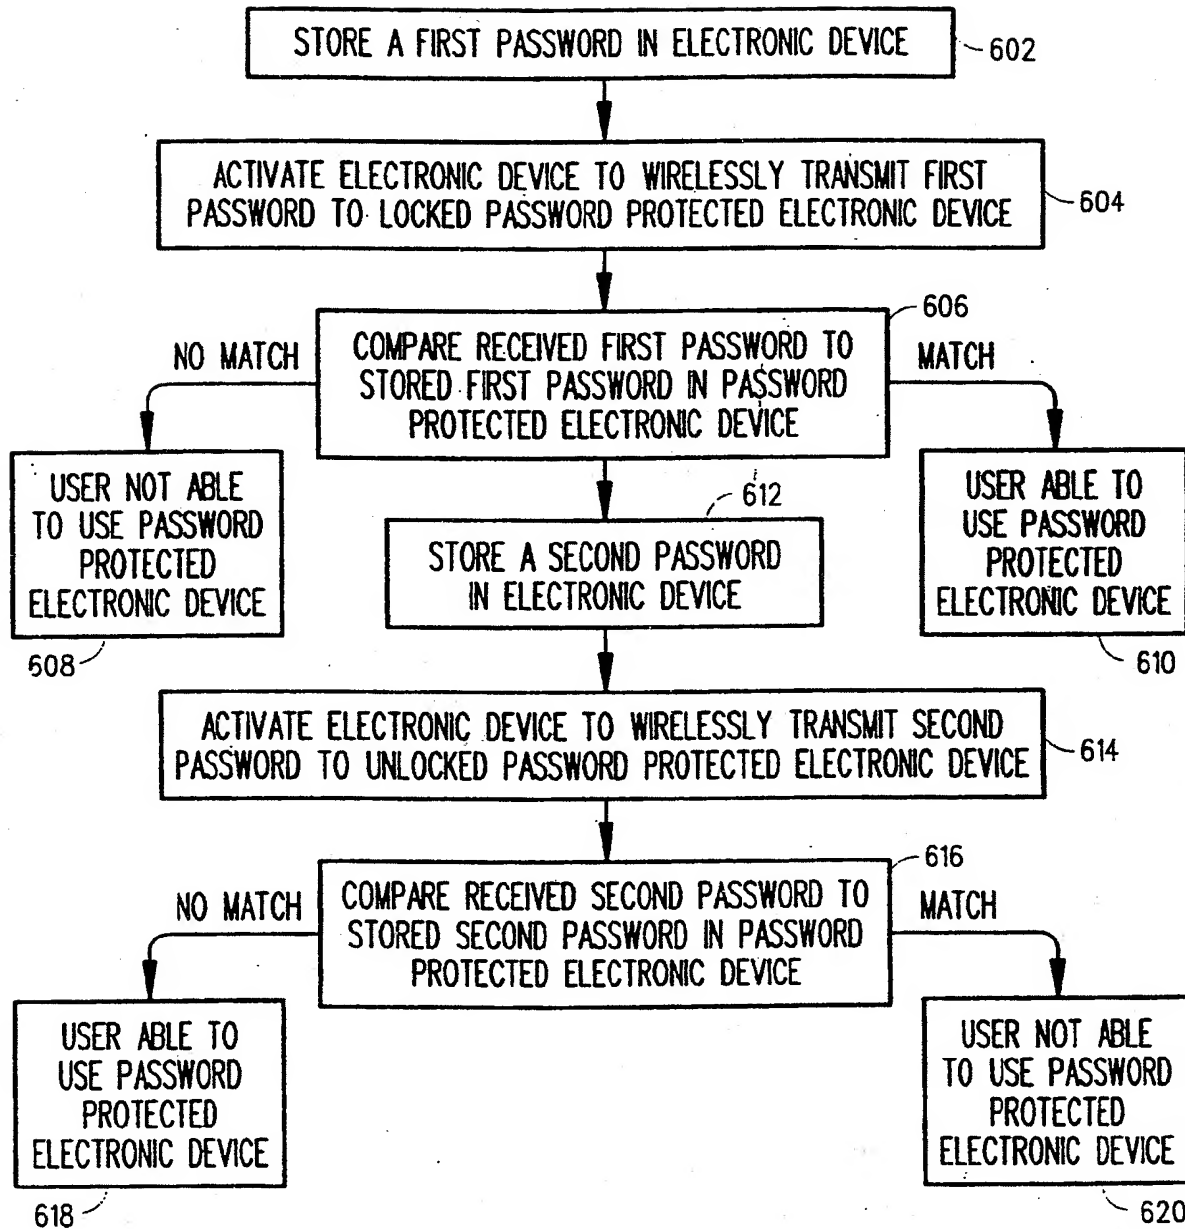 STORE A FIRST PASSWORD IN ELECTRONIC DEVICE
602
ACTIVATE ELECTRONIC DEVICE TO WIRELESSLY TRANSMIT FIRST
PASSWORD TO LOCKED PASSWORD PROTECTED ELECTRONIC DEVICE
604
606
NO MATCH
COMPARE RECEIVED FIRST PASSWORD TO
STORED FIRST PASSWORD IN PASSWORD
PROTECTED ELECTRONIC DEVICE
MATCH
USER NOT ABLE
TO USE PASSWORD
PROTECTED
ELECTRONIC DEVICE
608
612
STORE A SECOND PASSWORD
IN ELECTRONIC DEVICE
USER ABLE TO
USE PASSWORD
PROTECTED
ELECTRONIC DEVICE
610
ACTIVATE ELECTRONIC DEVICE TO WIRELESSLY TRANSMIT SECOND
PASSWORD TO UNLOCKED PASSWORD PROTECTED ELECTRONIC DEVICE
614
616
NO MATCH
COMPARE RECEIVED SECOND PASSWORD TO
STORED SECOND PASSWORD IN PASSWORD
PROTECTED ELECTRONIC DEVICE
MATCH
USER ABLE TO
USE PASSWORD
PROTECTED
ELECTRONIC DEVICE
618
USER NOT ABLE
TO USE PASSWORD
PROTECTED
ELECTRONIC DEVICE
620